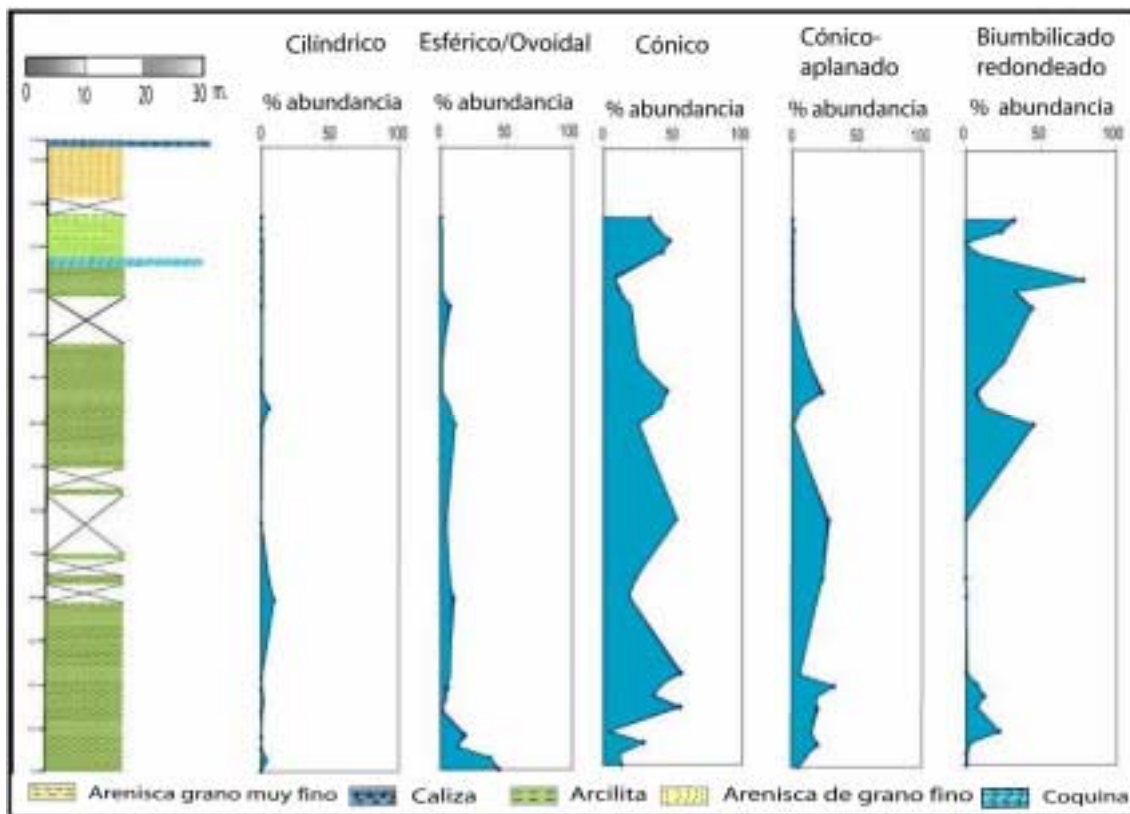 Cilíndrico
Esférico/Ovoidal
Cónico
Cónico-
aplanado
Biumbilicado
redondeado
0 10 20 30 m.
% abundancia
% abundancia
% abundancia
% abundancia
% abundancia
0 50 100
0 50 100
0 50 100
0 50 100
0 50 100
Arenisca grano muy fino
Caliza
Arcilita
Arenisca de grano fino
Coquina